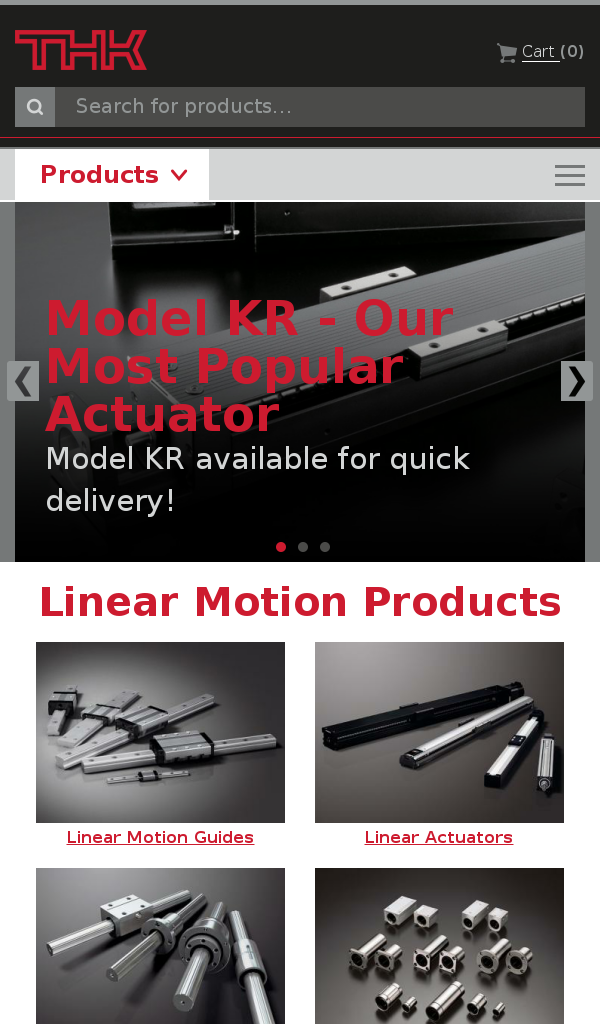 THK
Cart (0)
Search for products...
Products
Model KR - Our
Most Popular
Actuator
Model KR available for quick
delivery!
Linear Motion Products
Linear Motion Guides
Linear Actuators